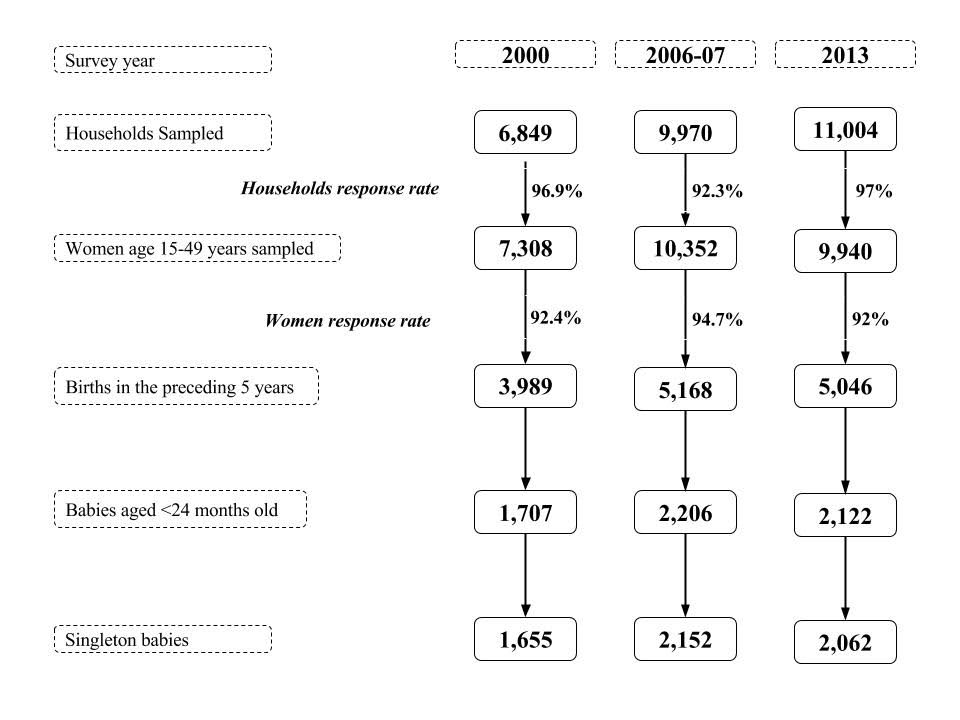 Survey year 2000 2006-07 2013
Households Sampled 6,849 9,970 11,004
Households response rate 96.9% 92.3% 97%
Women age 15-49 years sampled 7,308 10,352 9,940
Women response rate 92.4% 94.7% 92%
Births in the preceding 5 years 3,989 5,168 5,046
Babies aged <24 months old 1,707 2,206 2,122
Singleton babies 1,655 2,152 2,062